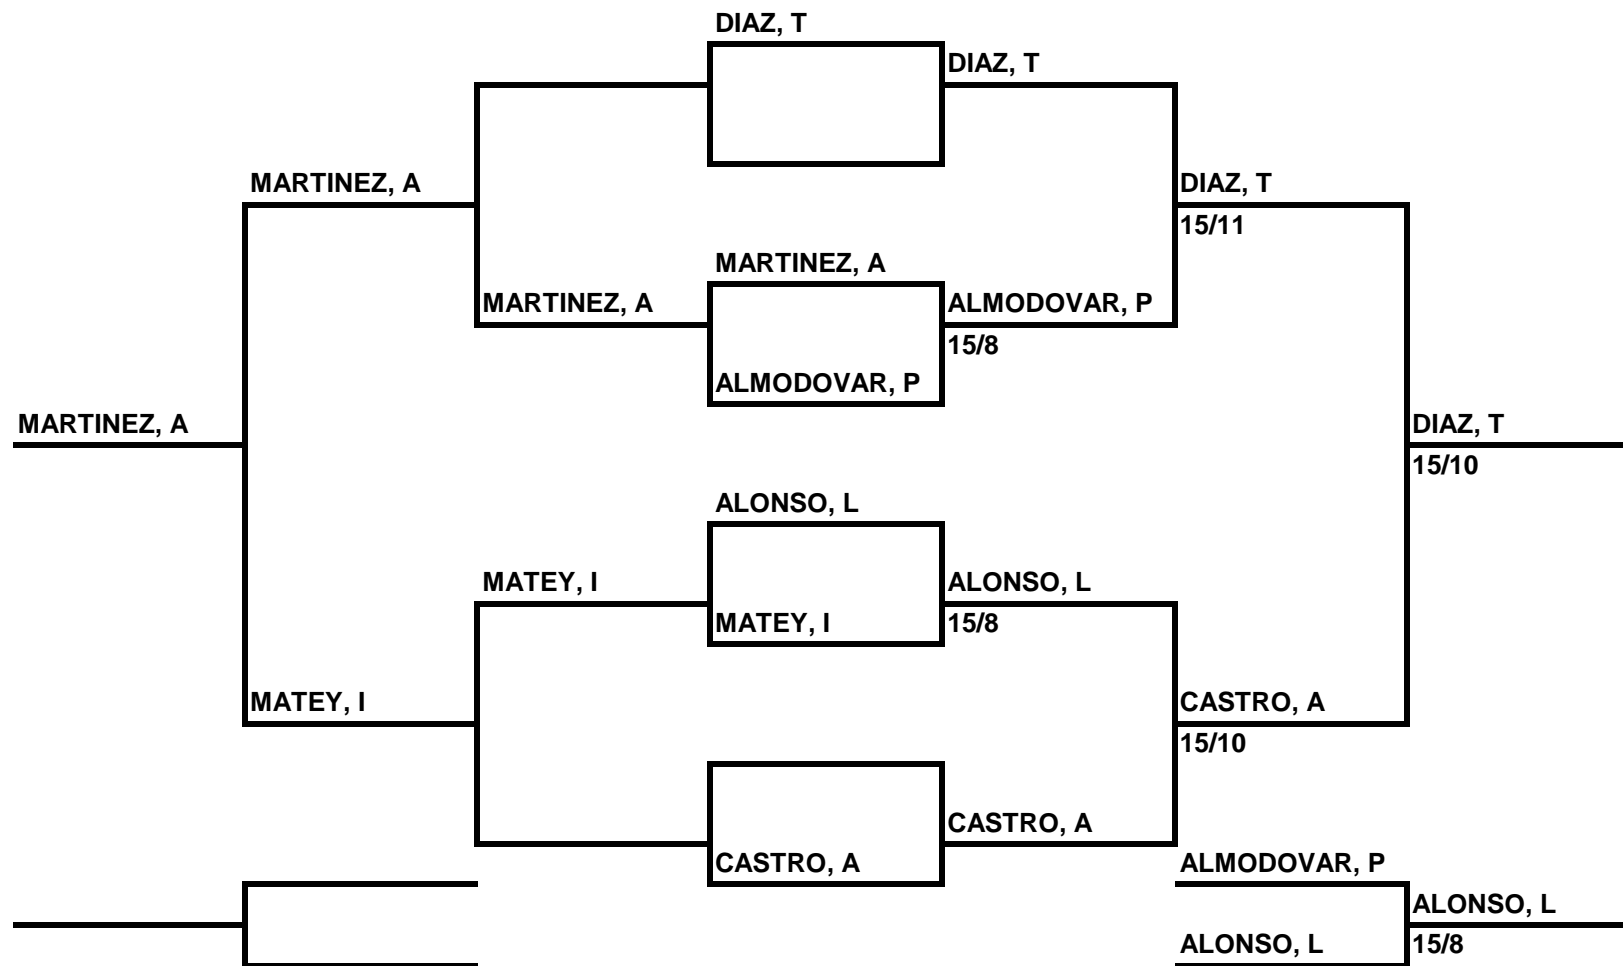 DIAZ, T
DIAZ, T
MARTINEZ, A
DIAZ, T
15/11
MARTINEZ, A
MARTINEZ, A
ALMODOVAR, P
15/8
ALMODOVAR, P
MARTINEZ, A
DIAZ, T
15/10
ALONSO, L
MATEY, I
ALONSO, L
MATEY, I
15/8
MATEY, I
CASTRO, A
15/10
CASTRO, A
CASTRO, A
ALMODOVAR, P
ALONSO, L
ALONSO, L
15/8